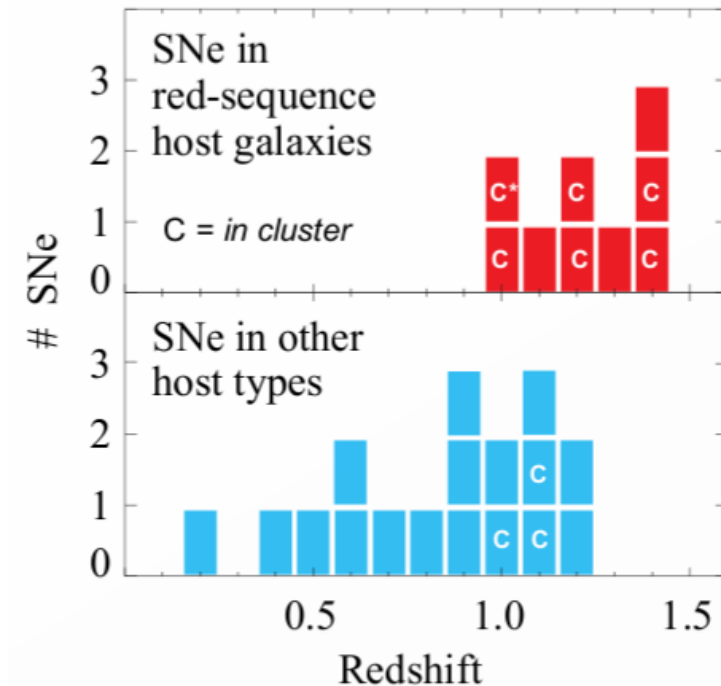 SNe in
red-sequence
host galaxies
C = in cluster
3
2
1
0
C* C C
C C C
# SNe
SNe in other
host types
3
2
1
0
C
C C
0.5 1.0 1.5
Redshift